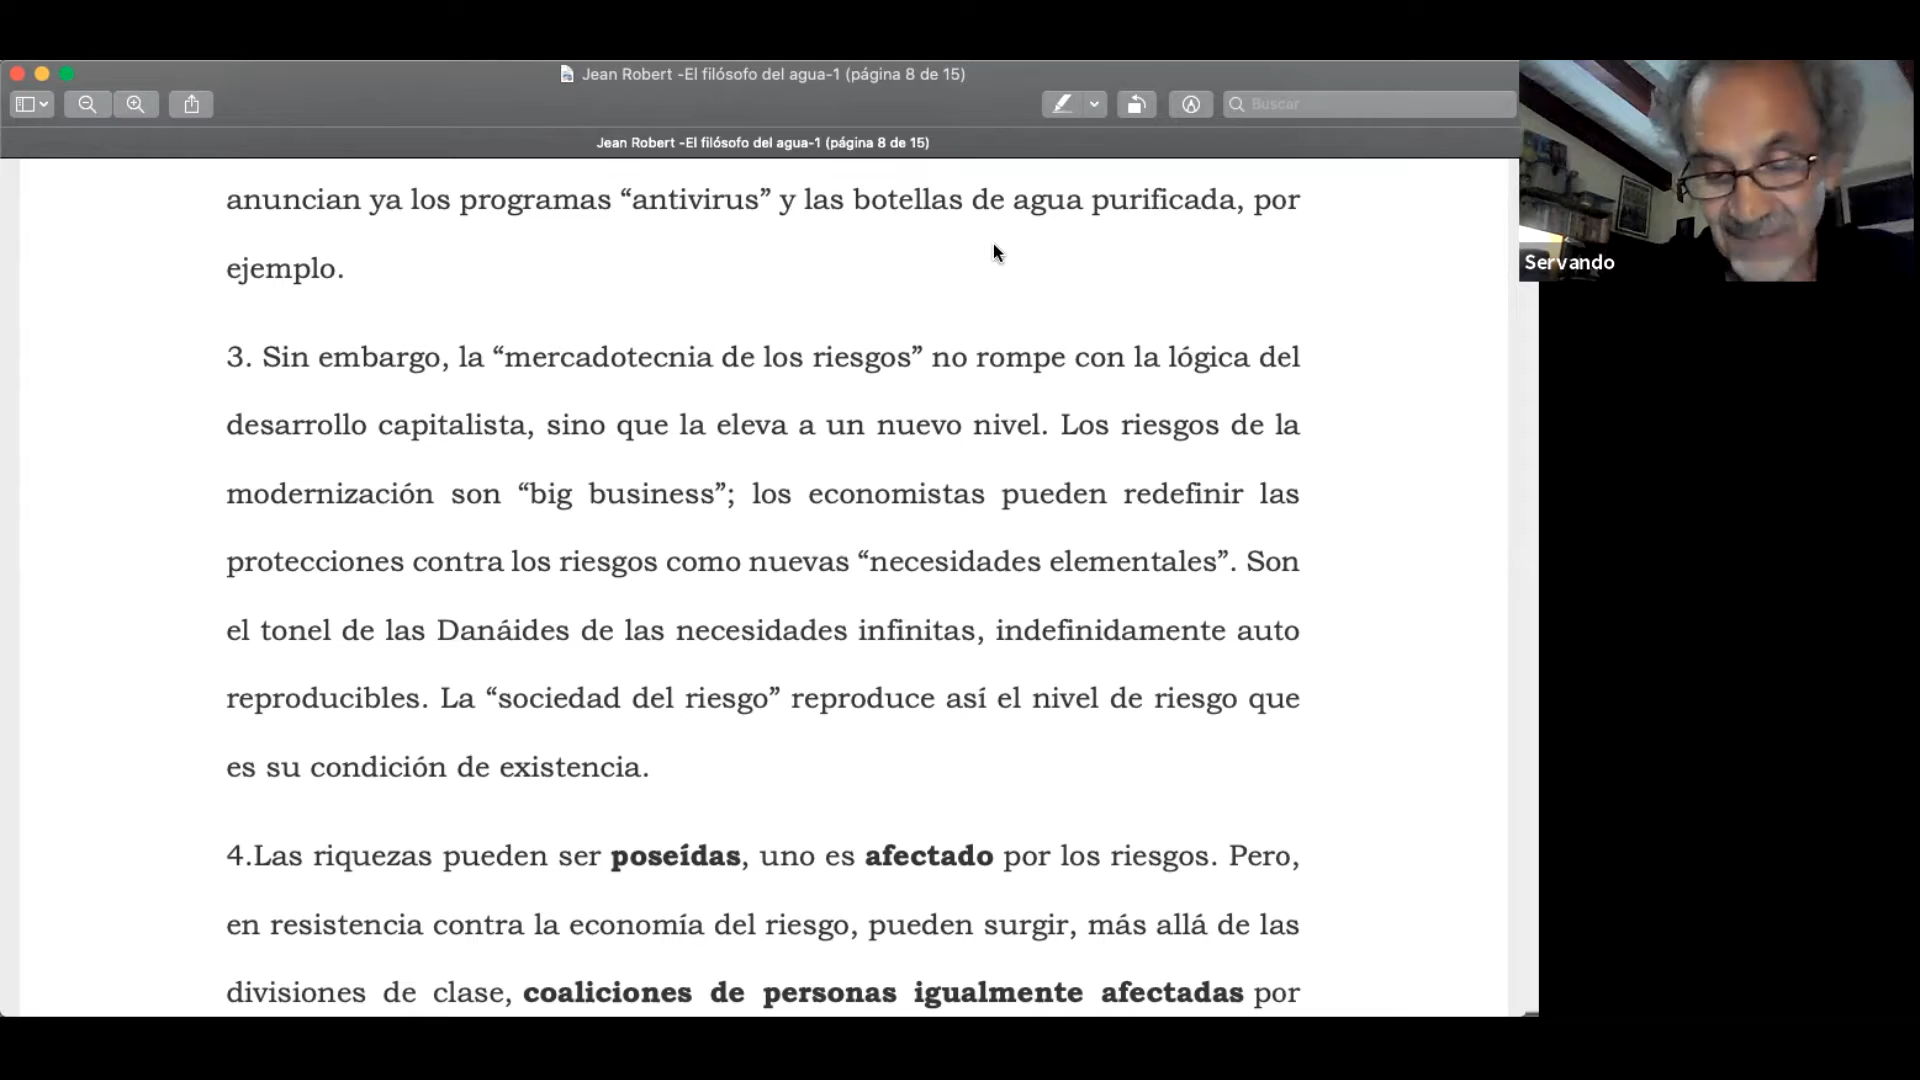 Jean Robert -El filósofo del agua-1 (página 8 de 15)
Buscar
Jean Robert -El filósofo del agua-1 (página 8 de 15)
anuncian ya los programas “antivirus” y las botellas de agua purificada, por
ejemplo.
3. Sin embargo, la “mercadotecnia de los riesgos” no rompe con la lógica del
desarrollo capitalista, sino que la eleva a un nuevo nivel. Los riesgos de la
modernización son “big business”; los economistas pueden redefinir las
protecciones contra los riesgos como nuevas “necesidades elementales”. Son
el tonel de las Danáides de las necesidades infinitas, indefinidamente auto
reproducibles. La “sociedad del riesgo” reproduce así el nivel de riesgo que
es su condición de existencia.
4.Las riquezas pueden ser poseídas, uno es afectado por los riesgos. Pero,
en resistencia contra la economía del riesgo, pueden surgir, más allá de las
divisiones de clase, coaliciones de personas igualmente afectadas por
Servando